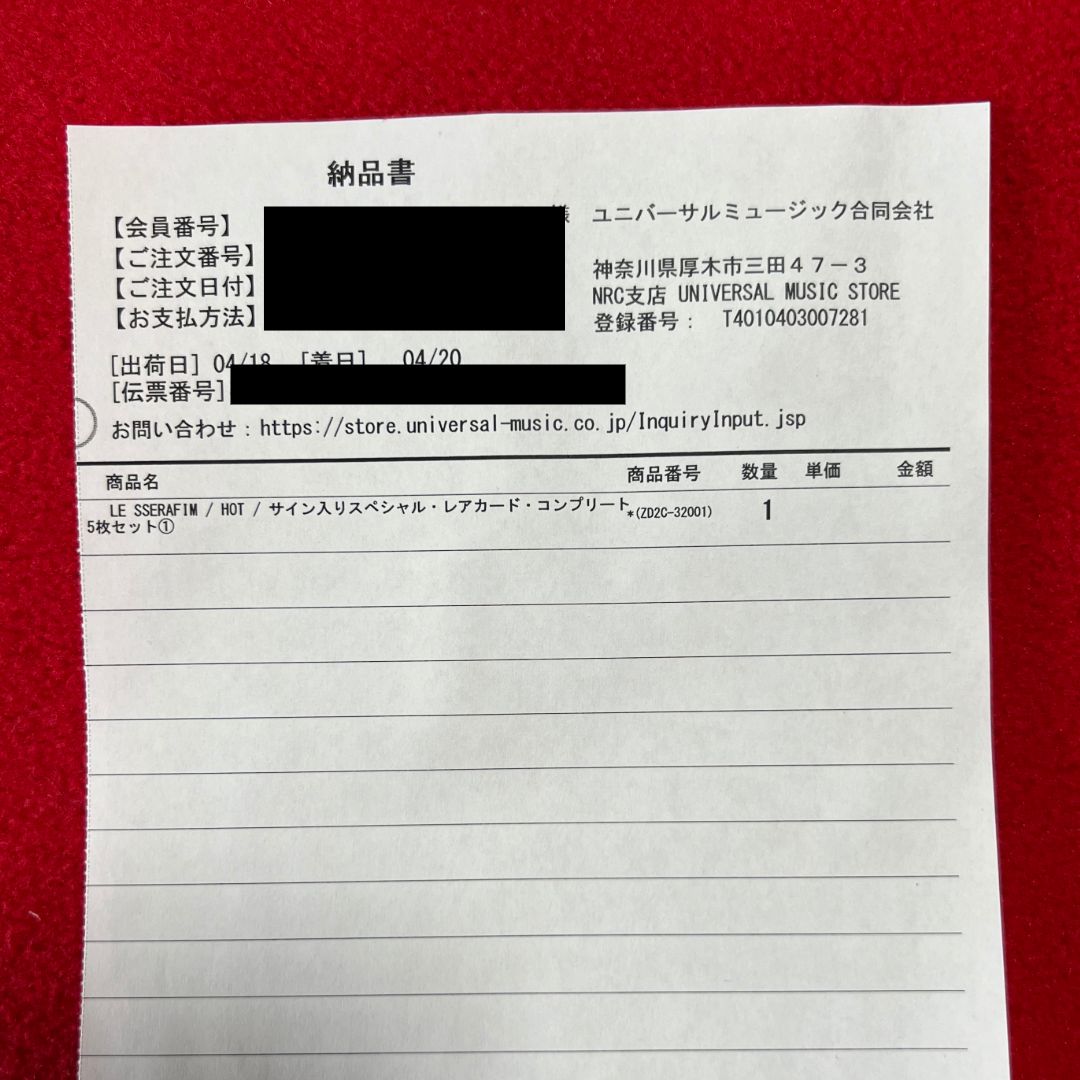 納品書
【会員番号】
様
【ご注文番号】
【ご注文日付】
【お支払方法】
ユニバーサルミュージック合同会社
神奈川県厚木市三田47-3
NRC支店 UNIVERSAL MUSIC STORE
登録番号： T4010403007281
[出荷日] 04/18 [着日] 04/20
[伝票番号]
お問い合わせ：https://store.universal-music.co.jp/InquiryInput.jsp
商品名 商品番号 数量 単価 金額
LE SSERAFIM / HOT / サイン入りスペシャル・レアカード・コンプリート *(ZD2C-32001) 1
5枚セット①